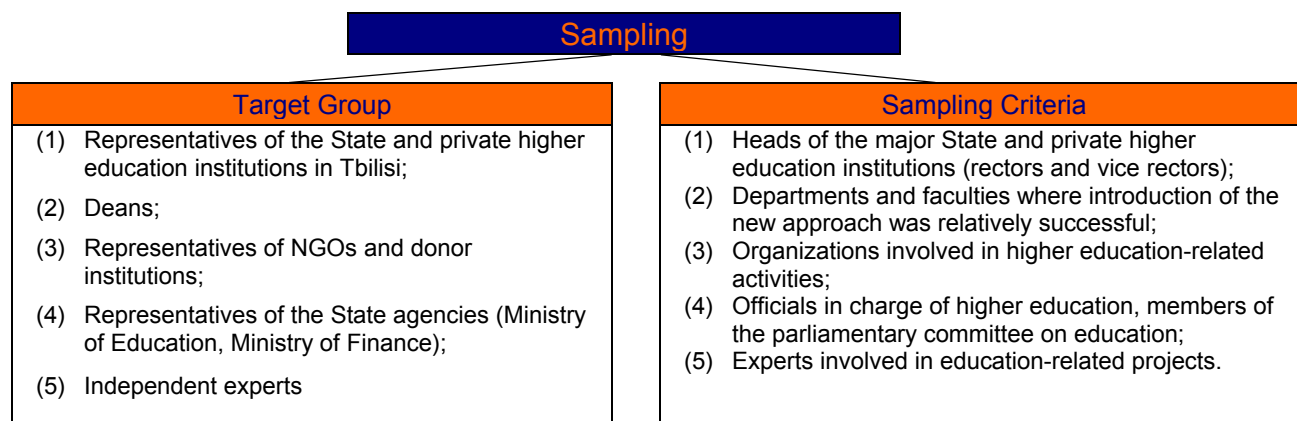 Sampling
Target Group
(1) Representatives of the State and private higher
education institutions in Tbilisi;
(2) Deans;
(3) Representatives of NGOs and donor
institutions;
(4) Representatives of the State agencies (Ministry
of Education, Ministry of Finance);
(5) Independent experts
Sampling Criteria
(1) Heads of the major State and private higher
education institutions (rectors and vice rectors);
(2) Departments and faculties where introduction of the
new approach was relatively successful;
(3) Organizations involved in higher education-related
activities;
(4) Officials in charge of higher education, members of
the parliamentary committee on education;
(5) Experts involved in education-related projects.